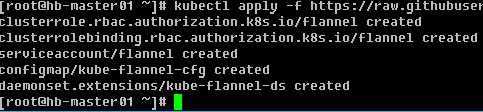 [root@hb-master01 ~]# kubectl apply -f https://raw.githubuser
clusterrole.rbac.authorization.k8s.io/flannel created
clusterrolebinding.rbac.authorization.k8s.io/flannel created
serviceaccount/flannel created
configmap/kube-flannel-cfg created
daemonset.extensions/kube-flannel-ds created
[root@hb-master01 ~]#